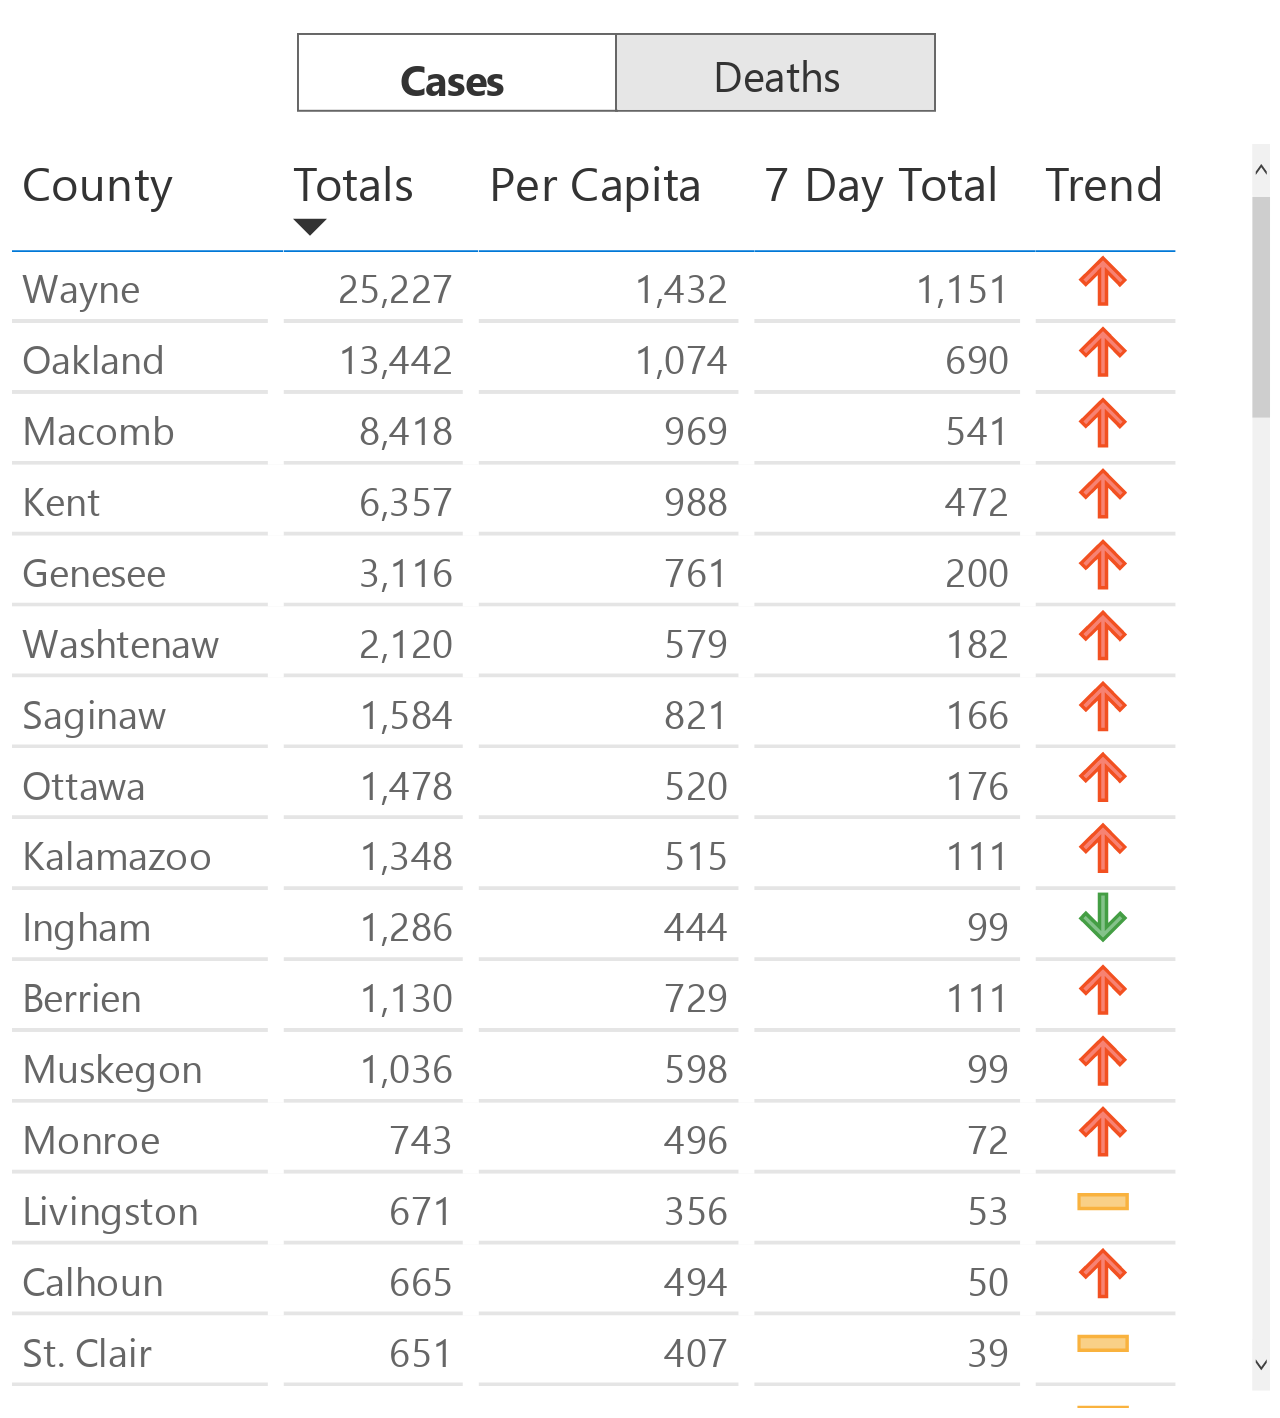 Cases Deaths
County Totals Per Capita 7 Day Total Trend
Wayne 25,227 1,432 1,151
Oakland 13,442 1,074 690
Macomb 8,418 969 541
Kent 6,357 988 472
Genesee 3,116 761 200
Washtenaw 2,120 579 182
Saginaw 1,584 821 166
Ottawa 1,478 520 176
Kalamazoo 1,348 515 111
Ingham 1,286 444 99
Berrien 1,130 729 111
Muskegon 1,036 598 99
Monroe 743 496 72
Livingston 671 356 53
Calhoun 665 494 50
St. Clair 651 407 39